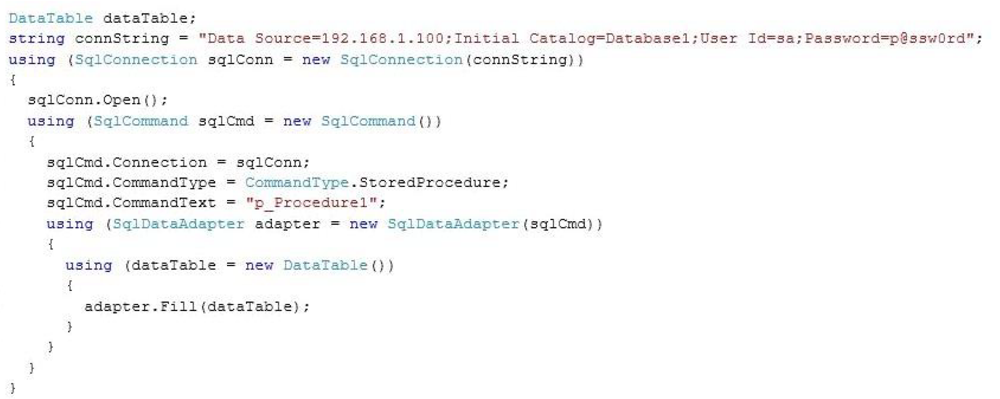 DataTable dataTable;
string connString = "Data Source=192.168.1.100;Initial Catalog=Database1;User Id=sa;Password=p@ssw0rd";
using (SqlConnection sqlConn = new SqlConnection(connString))
{
  sqlConn.Open();
  using (SqlCommand sqlCmd = new SqlCommand())
  {
    sqlCmd.Connection = sqlConn;
    sqlCmd.CommandType = CommandType.StoredProcedure;
    sqlCmd.CommandText = "p_Procedure1";
    using (SqlDataAdapter adapter = new SqlDataAdapter(sqlCmd))
    {
      using (dataTable = new DataTable())
      {
        adapter.Fill(dataTable);
      }
    }
  }
}